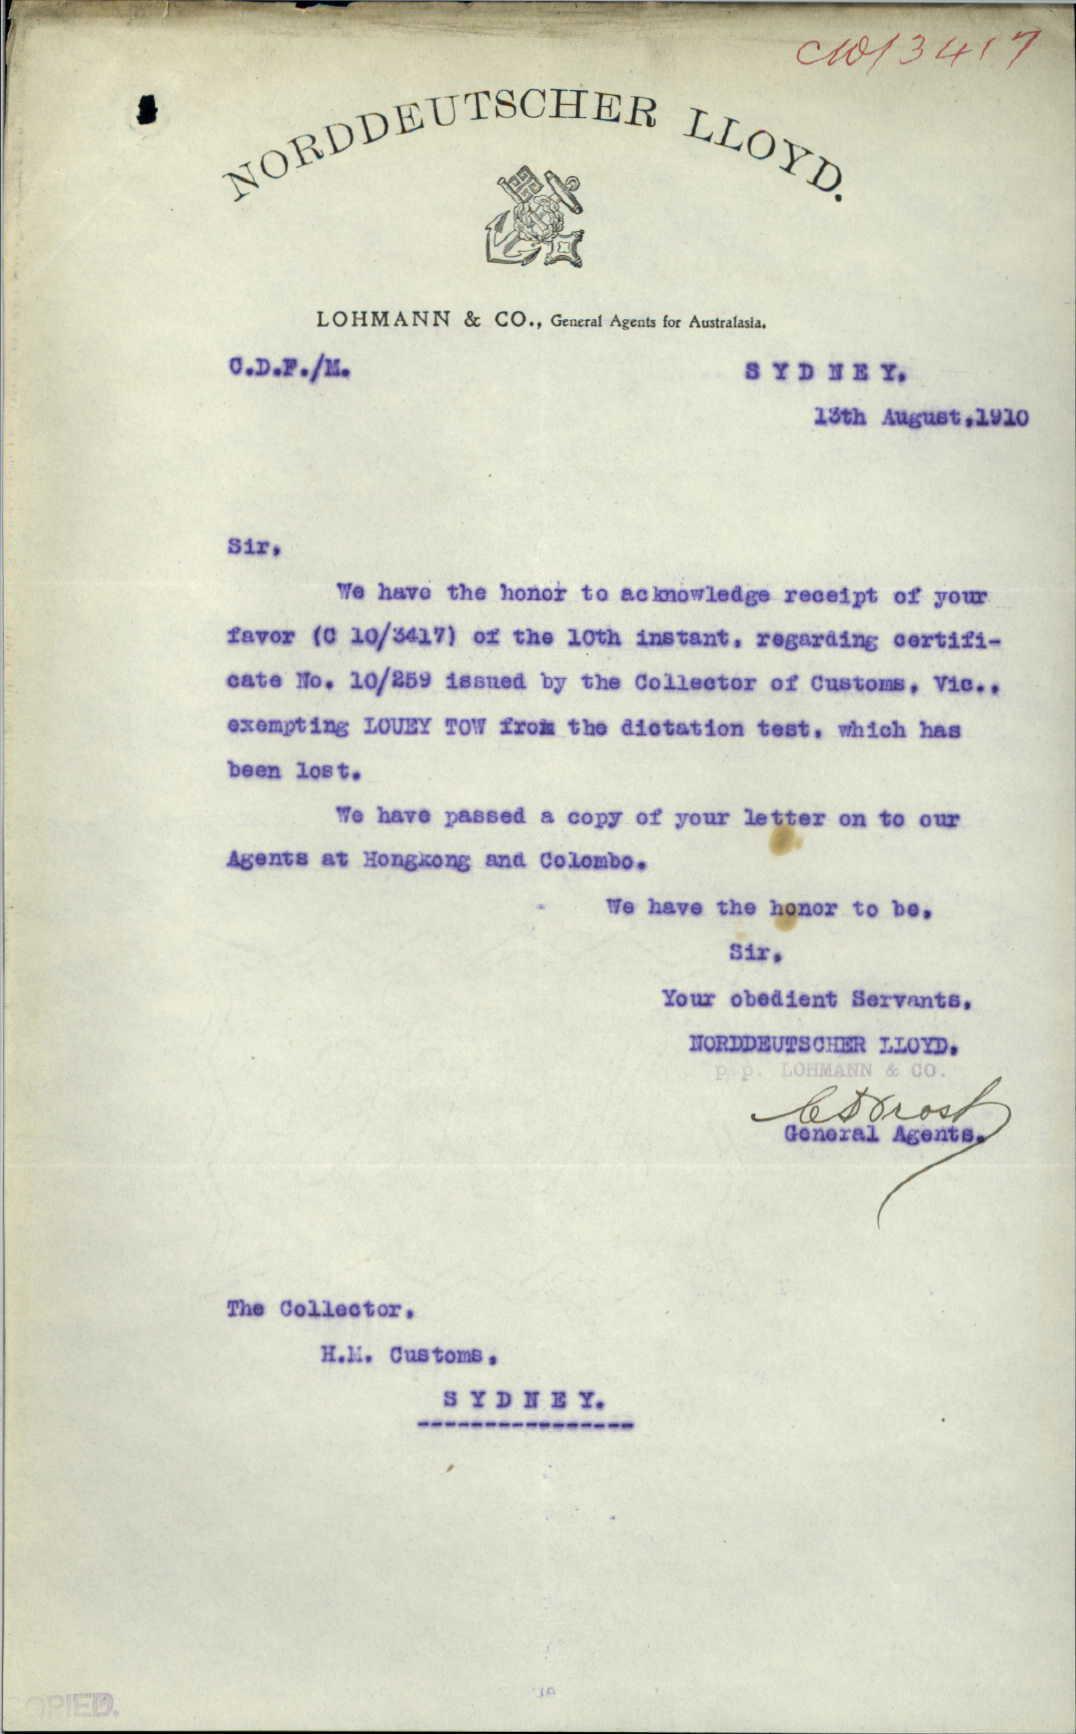 C10/3417
NORDDEUTSCHER LLOYD.
LOHMANN & CO., General Agents for Australasia.
C.D.F./M.
SYDNEY.
13th August,1910
Sir,
We have the honor to acknowledge receipt of your
favor (C 10/3417) of the 10th instant, regarding certifi-
cate No. 10/259 issued by the Collector of Customs, Vic.,
exempting LOUEY TOW from the dictation test, which has
been lost.
We have passed a copy of your letter on to our
Agents at Hongkong and Colombo.
We have the honor to be,
Sir,
Your obedient Servants,
NORDDEUTSCHER LLOYD,
p.p. LOHMANN & CO.
General Agents.
The Collector,
H.M. Customs,
SYDNEY.
----------------
COPIED.